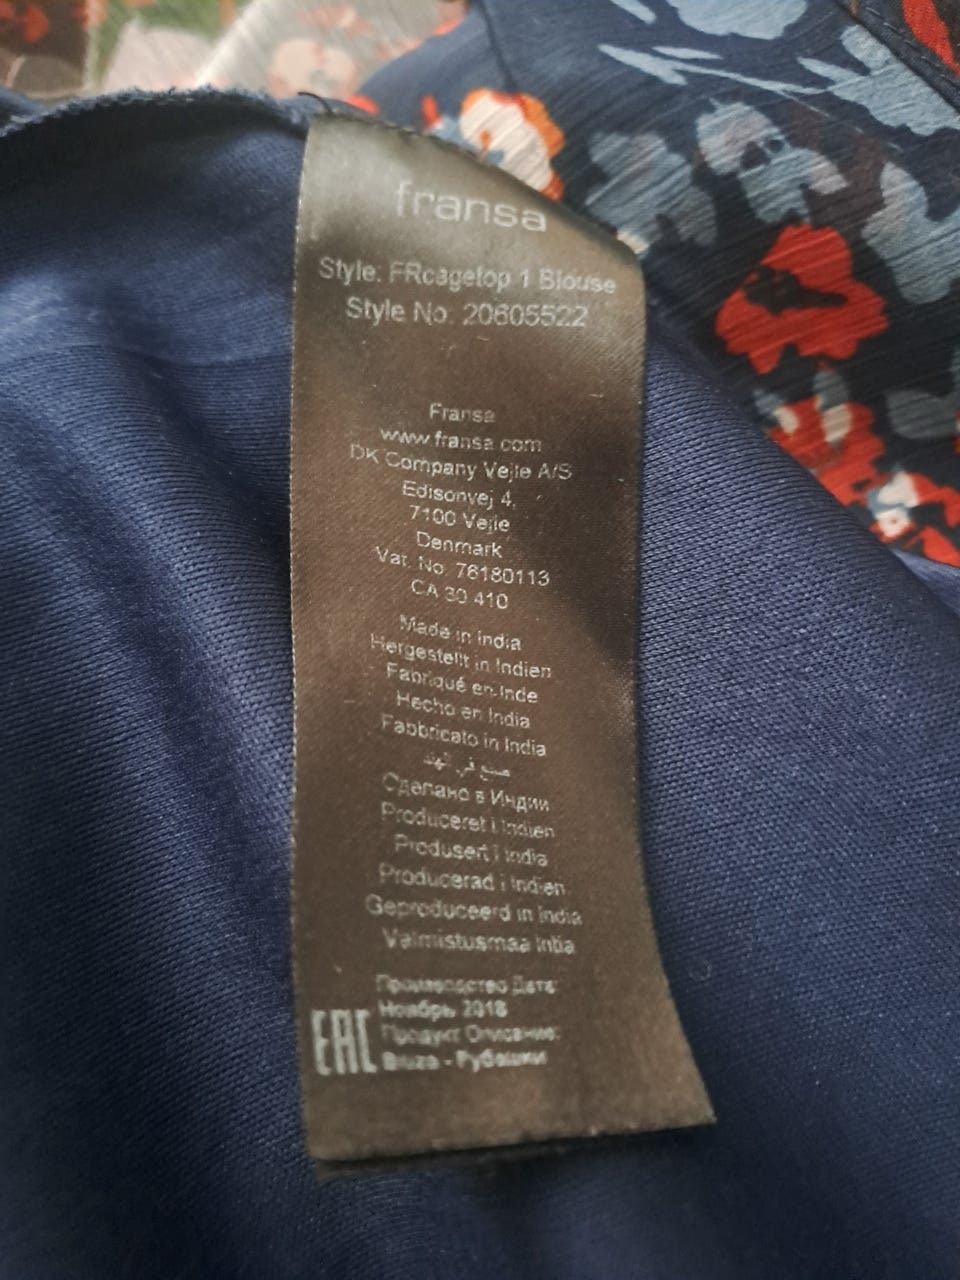 fransa
Style: FRcagetop 1 Blouse
Style No: 20605522
Fransa
www.fransa.com
DK Company Vejle A/S
Edisonvej 4,
7100 Vejle
Denmark
Vat. No. 76180113
CA 30 410
Made in India
Hergestellt in Indien
Fabriqué en Inde
Hecho en India
Fabbricato in India
صنع في الهند
Сделано в Индии
Produceret i Indien
Produsert i India
Producerad i Indien
Geproduceerd in India
Valmistusmaa Intia
Производство Дата:
Ноябрь 2018
EAC Продукт Описание:
Bluza - Рубашки